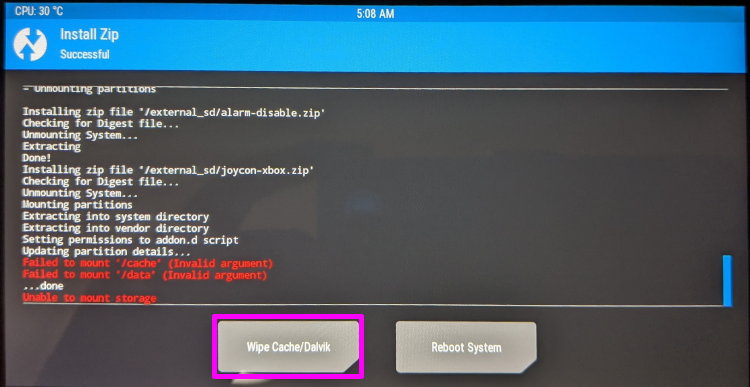 CPU: 30 °C
5:08 AM
Install Zip
Successful
= Unmounting partitions
Installing zip file '/external_sd/alarm-disable.zip'
Checking for Digest file...
Unmounting System...
Extracting
Done!
Installing zip file '/external_sd/joycon-xbox.zip'
Checking for Digest file...
Unmounting System...
Mounting partitions
Extracting into system directory
Extracting into vendor directory
Setting permissions to addon.d script
Updating partition details...
Failed to mount '/cache' (Invalid argument)
Failed to mount '/data' (Invalid argument)
...done
Unable to mount storage
Wipe Cache/Dalvik
Reboot System